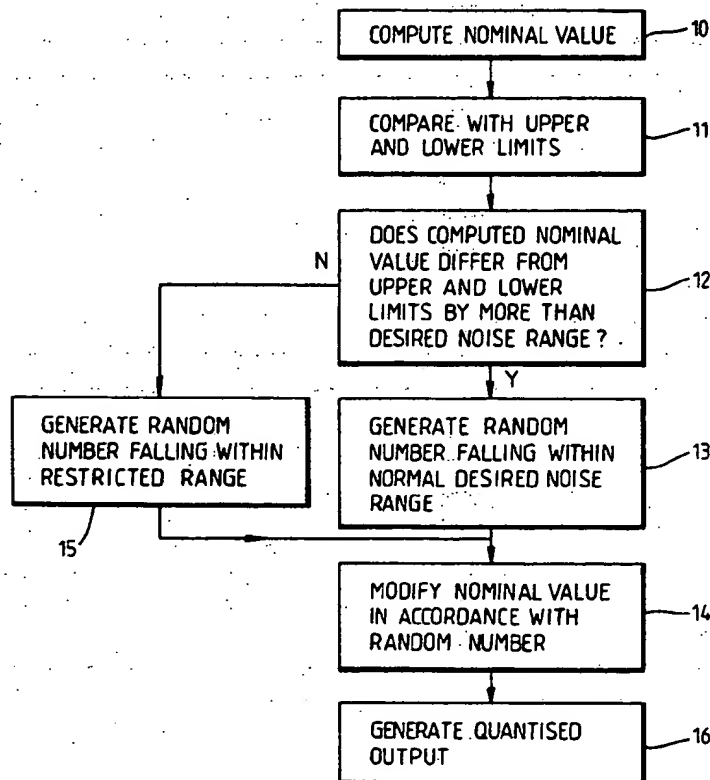 COMPUTE NOMINAL VALUE
10
COMPARE WITH UPPER
AND LOWER LIMITS
11
DOES COMPUTED NOMINAL
VALUE DIFFER FROM
UPPER AND LOWER
LIMITS BY MORE THAN
DESIRED NOISE RANGE?
12
N
Y
GENERATE RANDOM
NUMBER FALLING WITHIN
RESTRICTED RANGE
15
GENERATE RANDOM
NUMBER FALLING WITHIN
NORMAL DESIRED NOISE
RANGE
13
MODIFY NOMINAL VALUE
IN ACCORDANCE WITH
RANDOM NUMBER
14
GENERATE QUANTISED
OUTPUT
16